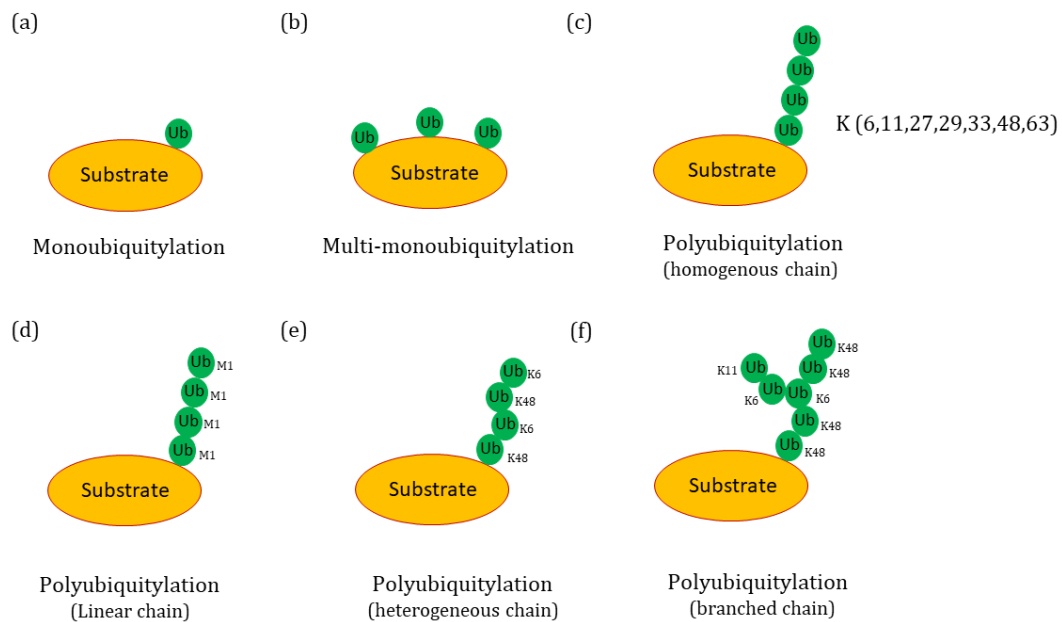 (a)
Ub
Substrate
Monoubiquitylation
(b)
Ub
Ub
Ub
Substrate
Multi-monoubiquitylation
(c)
Ub
Ub
Ub
Ub
K (6,11,27,29,33,48,63)
Substrate
Polyubiquitylation
(homogenous chain)
(d)
Ub M1
Ub M1
Ub M1
Ub M1
Substrate
Polyubiquitylation
(Linear chain)
(e)
Ub K6
Ub K48
Ub K6
Ub K48
Substrate
Polyubiquitylation
(heterogeneous chain)
(f)
Ub K48
K11 Ub
Ub K48
K6 Ub
Ub K6
Ub K48
Ub K48
Substrate
Polyubiquitylation
(branched chain)